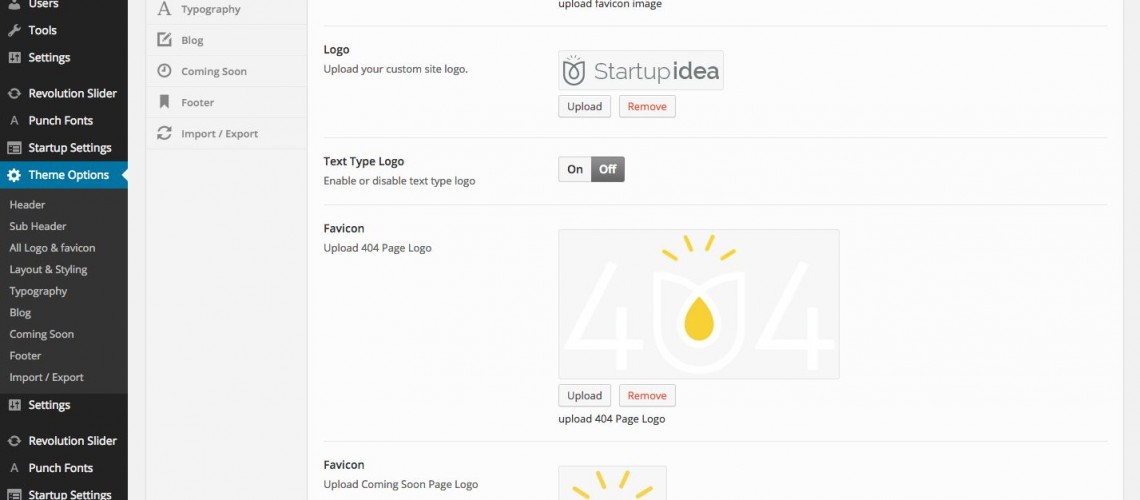 Users
Tools
Settings
Revolution Slider
Punch Fonts
Startup Settings
Theme Options
Header
Sub Header
All Logo & favicon
Layout & Styling
Typography
Blog
Coming Soon
Footer
Import / Export
Settings
Revolution Slider
Punch Fonts
Startup Settings
Typography
Blog
Coming Soon
Footer
Import / Export
upload favicon image
Logo
Upload your custom site logo.
Startup idea
Upload Remove
Text Type Logo
Enable or disable text type logo
On Off
Favicon
Upload 404 Page Logo
404
Upload Remove
upload 404 Page Logo
Favicon
Upload Coming Soon Page Logo